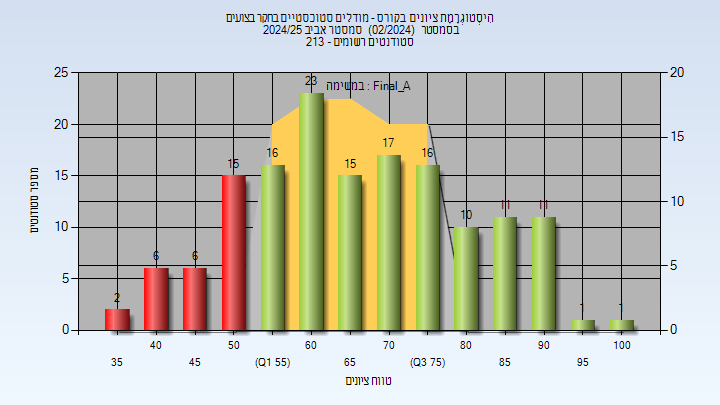 היסטוגרמת ציונים בקורס - מודלים סטוכסטיים בחקר בצועים
בסמסטר (02/2024) סמסטר אביב 2024/25
סטודנטים רשומים - 213
במשימה : Final_A
מספר סטודנטים
25 20 15 10 5 0
20 15 10 5 0
2 6 6 15 16 23 15 17 16 10 11 11 1 1
40 50 60 70 80 90 100
35 45 (Q1 55) 65 (Q3 75) 85 95
טווח ציונים